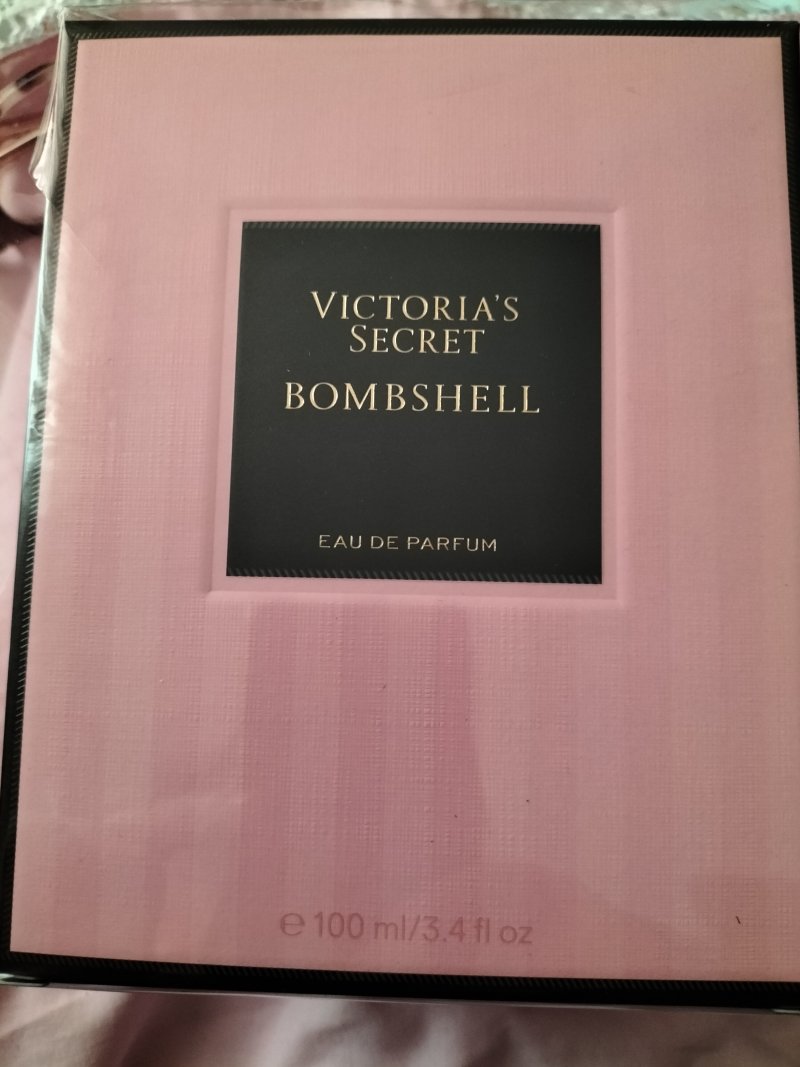 VICTORIA'S
SECRET
BOMBSHELL
EAU DE PARFUM
℮ 100 ml/3.4 fl oz